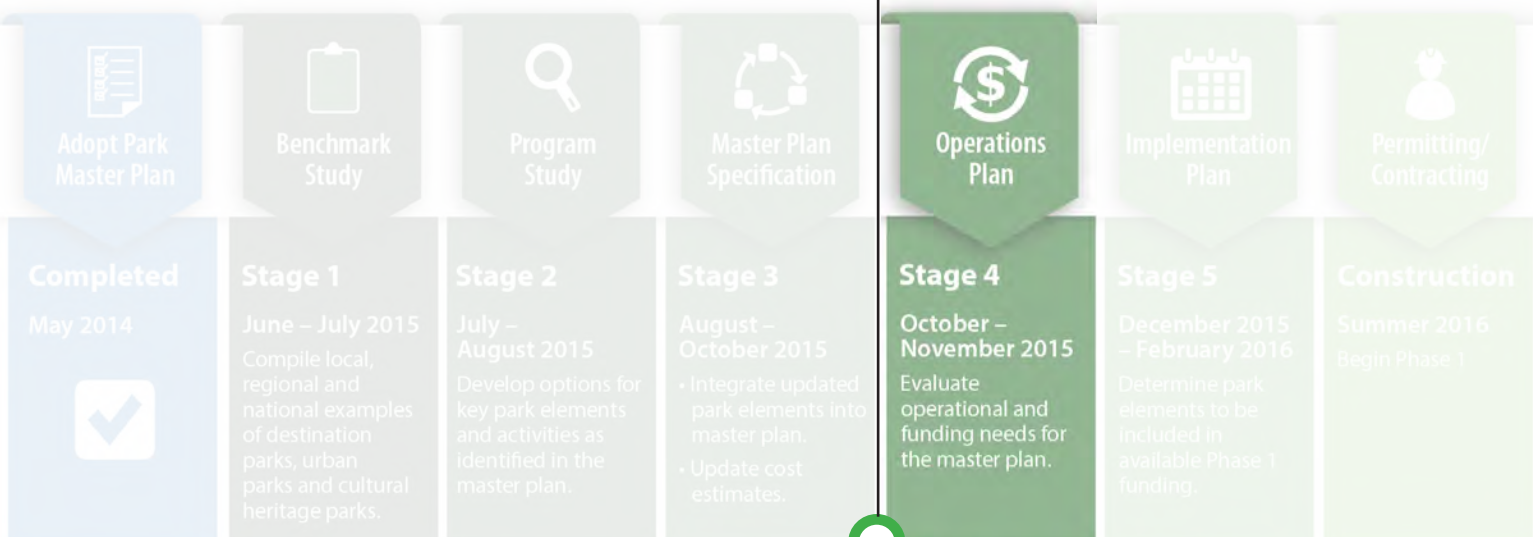 Adopt Park
Master Plan
Completed
May 2014
Benchmark
Study
Stage 1
June – July 2015
Compile local,
regional and
national examples
of destination
parks, urban
parks and cultural
heritage parks.
Program
Study
Stage 2
July –
August 2015
Develop options for
key park elements
and activities as
identified in the
master plan.
Master Plan
Specification
Stage 3
August –
October 2015
• Integrate updated
park elements into
master plan.
• Update cost
estimates.
$
Operations
Plan
Stage 4
October –
November 2015
Evaluate
operational and
funding needs for
the master plan.
Implementation
Plan
Stage 5
December 2015
– February 2016
Determine park
elements to be
included in
available Phase 1
funding.
Permitting/
Contracting
Construction
Summer 2016
Begin Phase 1